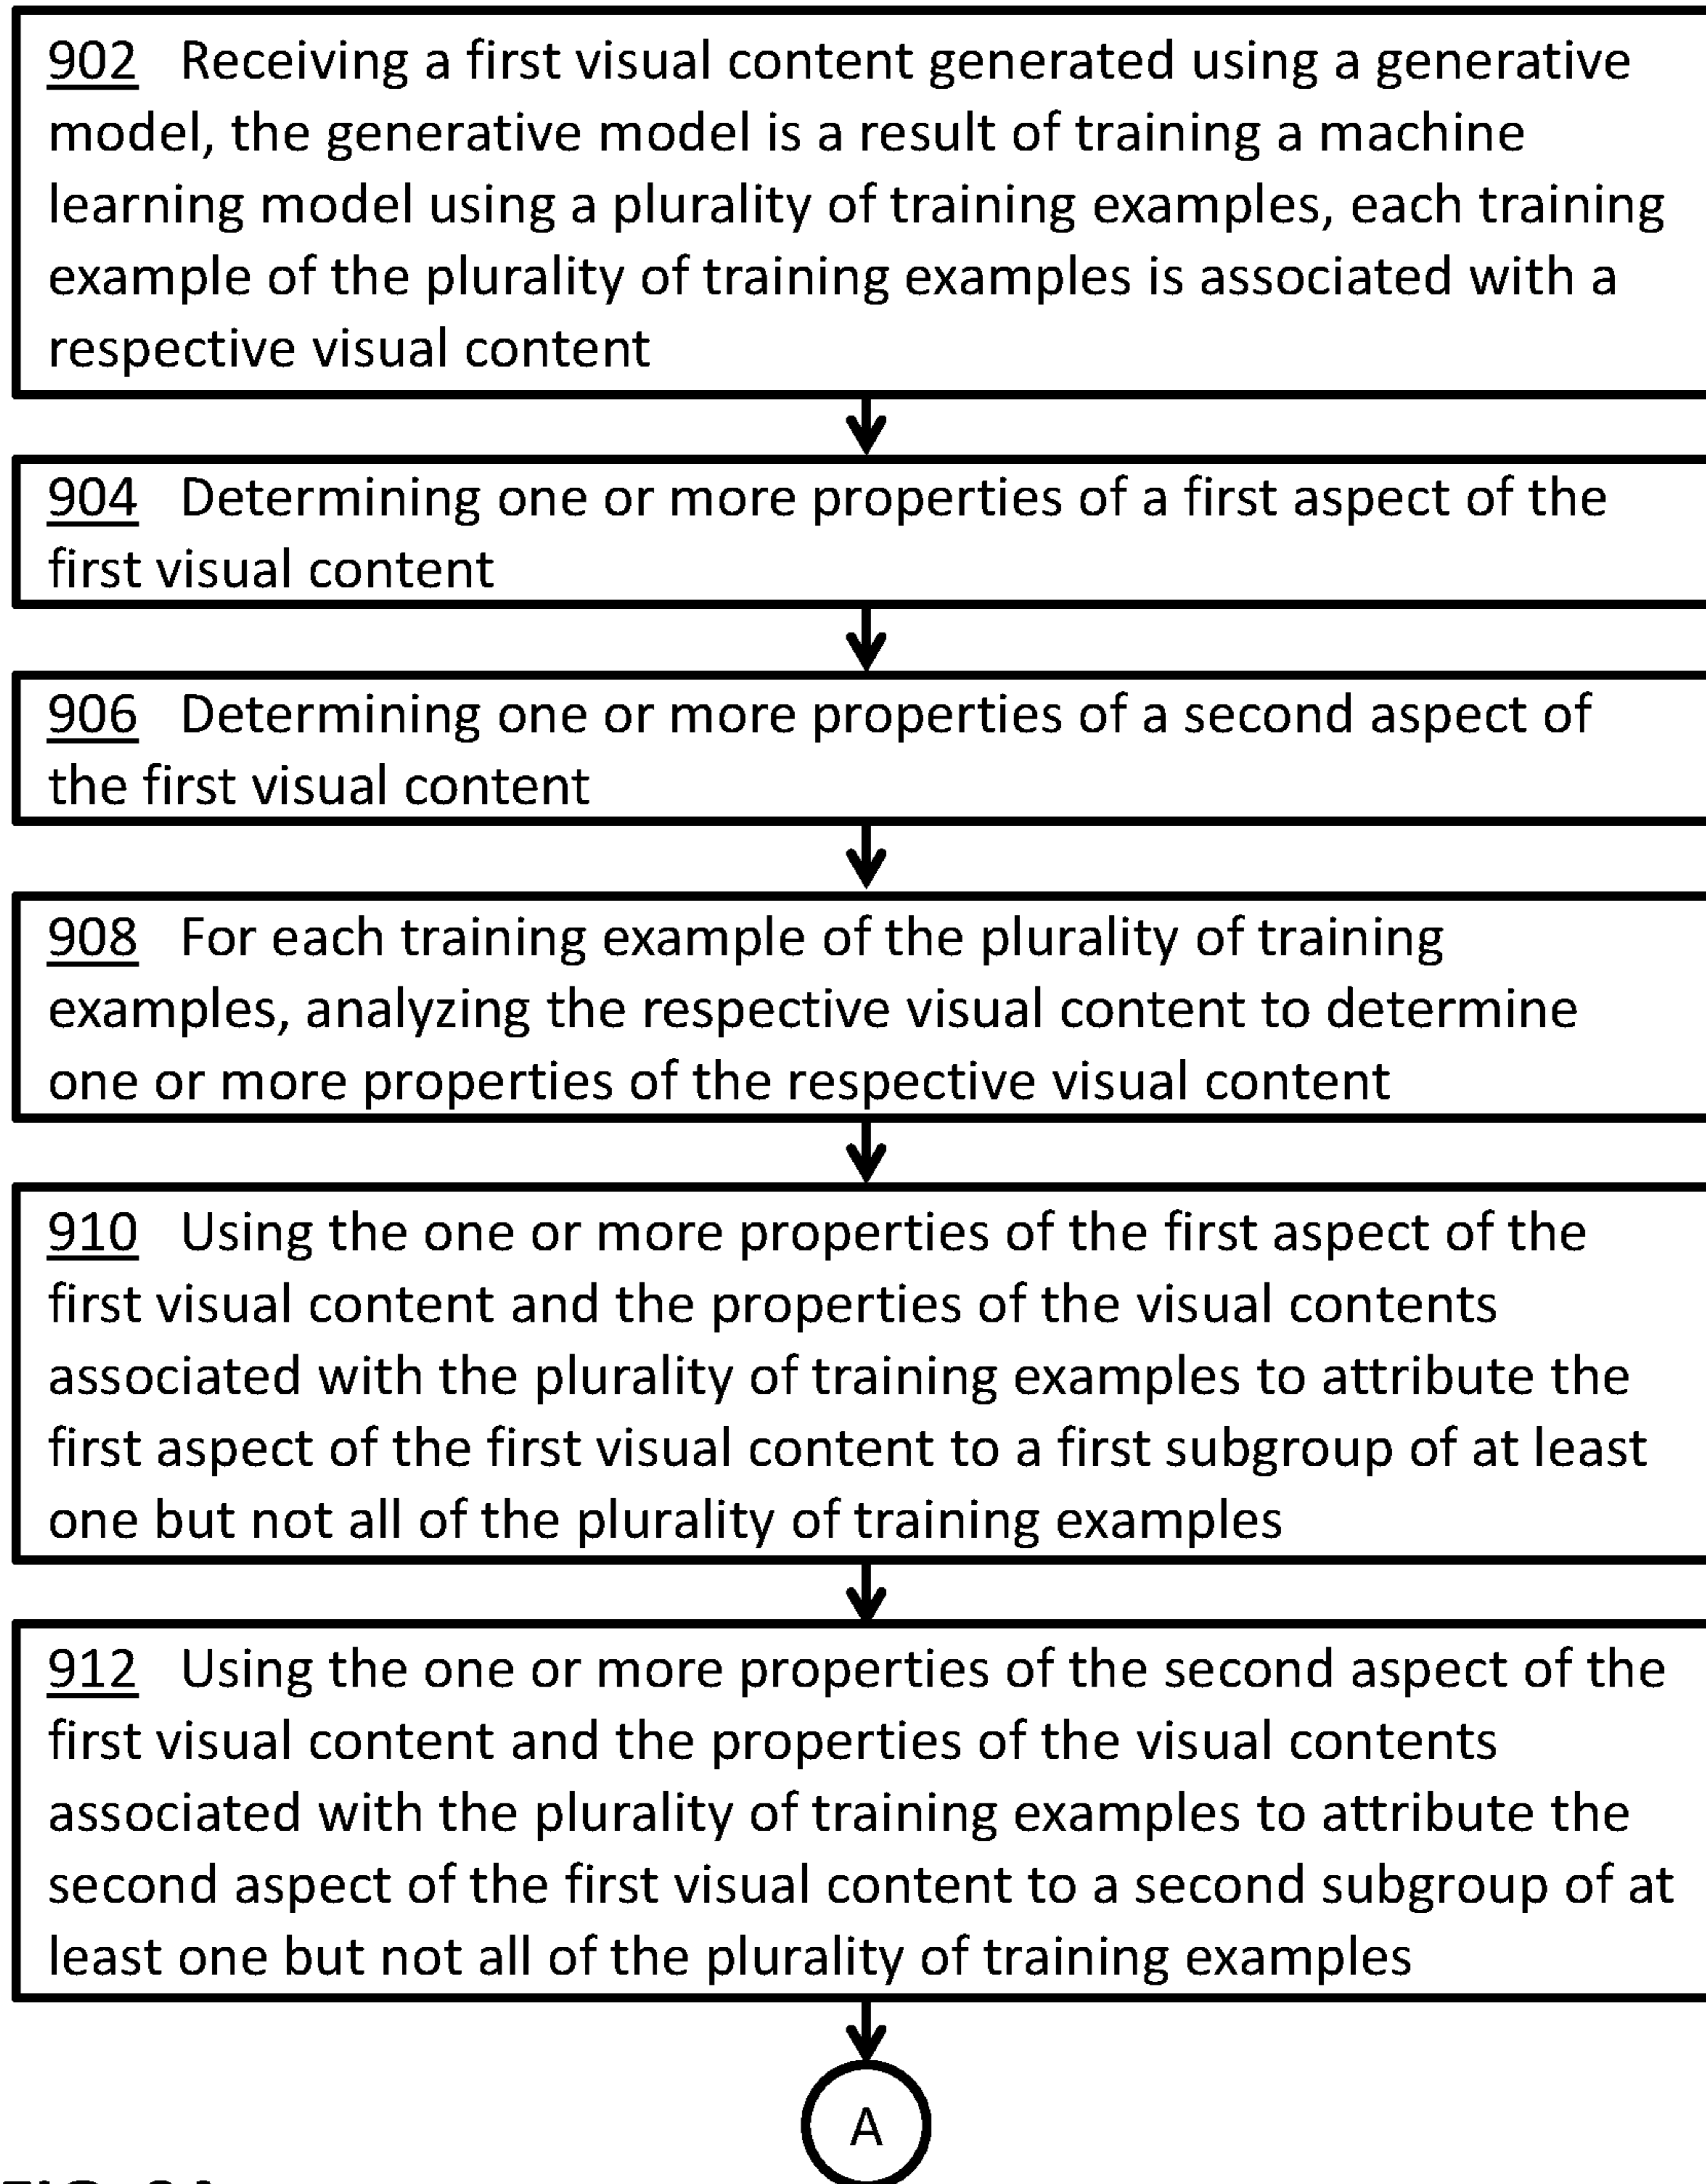 902 Receiving a first visual content generated using a generative
model, the generative model is a result of training a machine
learning model using a plurality of training examples, each training
example of the plurality of training examples is associated with a
respective visual content
904 Determining one or more properties of a first aspect of the
first visual content
906 Determining one or more properties of a second aspect of
the first visual content
908 For each training example of the plurality of training
examples, analyzing the respective visual content to determine
one or more properties of the respective visual content
910 Using the one or more properties of the first aspect of the
first visual content and the properties of the visual contents
associated with the plurality of training examples to attribute the
first aspect of the first visual content to a first subgroup of at least
one but not all of the plurality of training examples
912 Using the one or more properties of the second aspect of the
first visual content and the properties of the visual contents
associated with the plurality of training examples to attribute the
second aspect of the first visual content to a second subgroup of at
least one but not all of the plurality of training examples
A